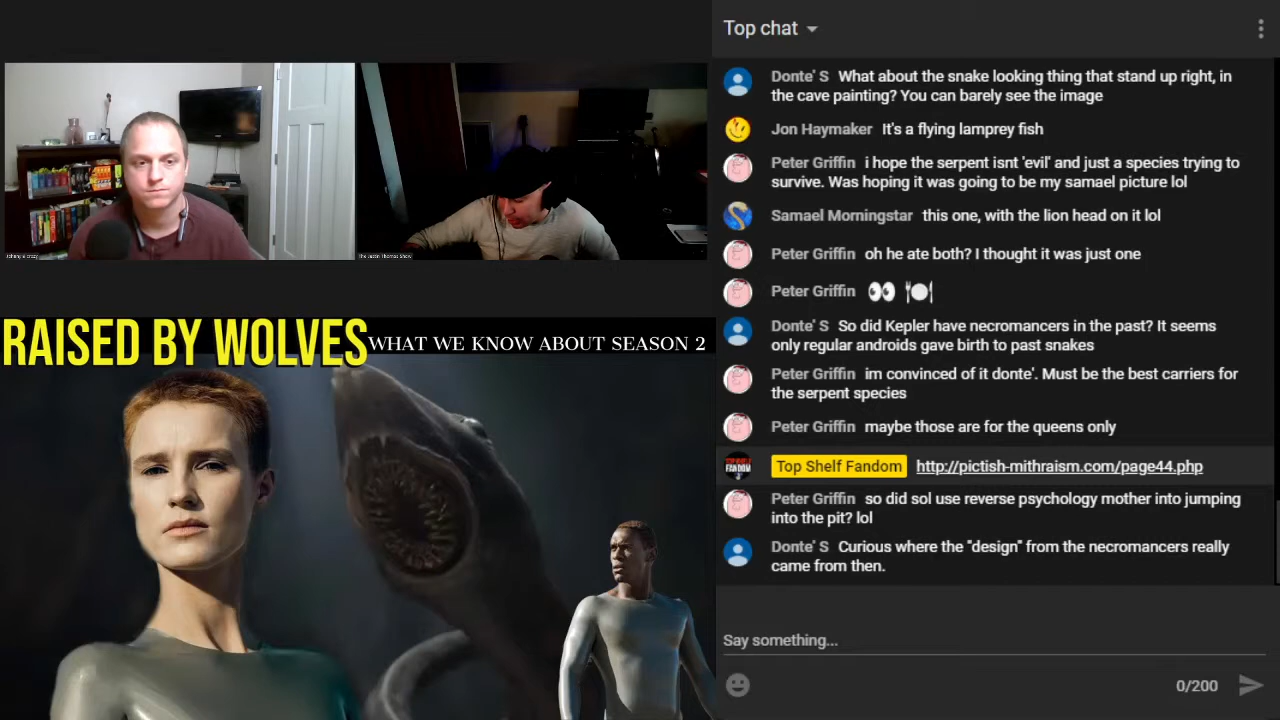 Top chat
Donte' S What about the snake looking thing that stand up right, in
the cave painting? You can barely see the image
Jon Haymaker It's a flying lamprey fish
Peter Griffin i hope the serpent isnt 'evil' and just a species trying to
survive. Was hoping it was going to be my samael picture lol
Samael Morningstar this one, with the lion head on it lol
Peter Griffin oh he ate both? I thought it was just one
Peter Griffin 👀 🍽
Donte' S So did Kepler have necromancers in the past? It seems
only regular androids gave birth to past snakes
Peter Griffin im convinced of it donte'. Must be the best carriers for
the serpent species
Peter Griffin maybe those are for the queens only
Top Shelf Fandom http://pictish-mithraism.com/page44.php
Peter Griffin so did sol use reverse psychology mother into jumping
into the pit? lol
Donte' S Curious where the "design" from the necromancers really
came from then.
Say something...
0/200
The Justin Thomas Show
RAISED BY WOLVES
WHAT WE KNOW ABOUT SEASON 2